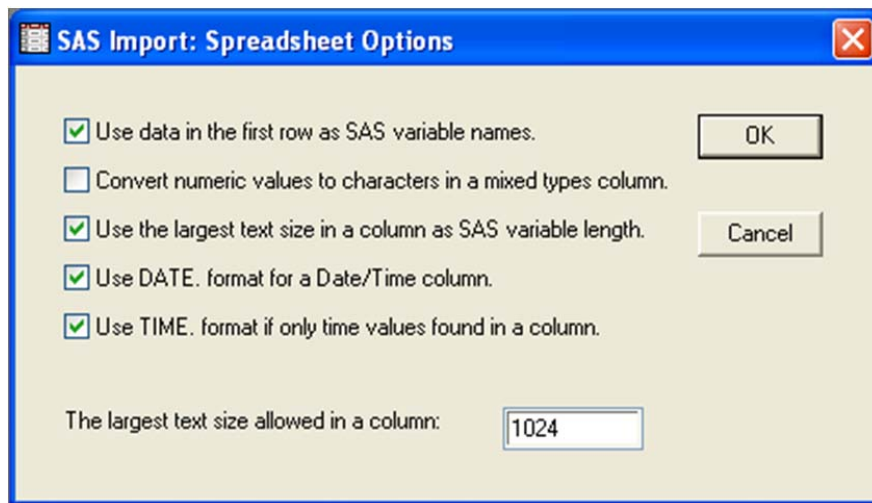 SAS Import: Spreadsheet Options
Use data in the first row as SAS variable names.
OK
Convert numeric values to characters in a mixed types column.
Use the largest text size in a column as SAS variable length.
Cancel
Use DATE. format for a Date/Time column.
Use TIME. format if only time values found in a column.
The largest text size allowed in a column: 1024